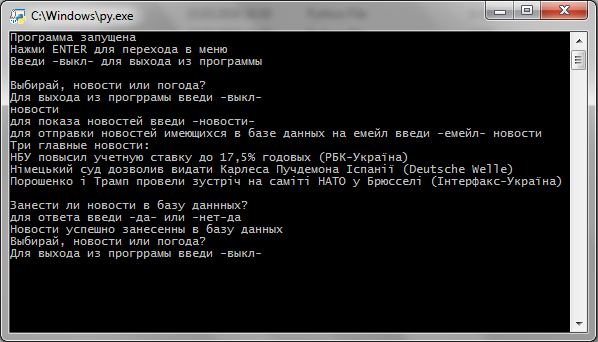 C:\Windows\py.exe
Программа запущена
Нажми ENTER для перехода в меню
Введи -выкл- для выхода из программы
Выбирай, новости или погода?
Для выхода из прогррамы введи -выкл-
новости
для показа новостей введи -новости-
для отправки новостей имеющихся в базе данных на емейл введи -емейл- новости
Три главные новости:
НБУ повысил учетную ставку до 17,5% годовых (РБК-Україна)
Німецький суд дозволив видати Карлеса Пучдемона Іспанії (Deutsche Welle)
Порошенко і Трамп провели зустріч на саміті НАТО у Брюсселі (Інтерфакс-Україна)
Занести ли новости в базу даннных?
для ответа введи -да- или -нет-да
Новости успешно занесенны в базу данных
Выбирай, новости или погода?
Для выхода из прогррамы введи -выкл-